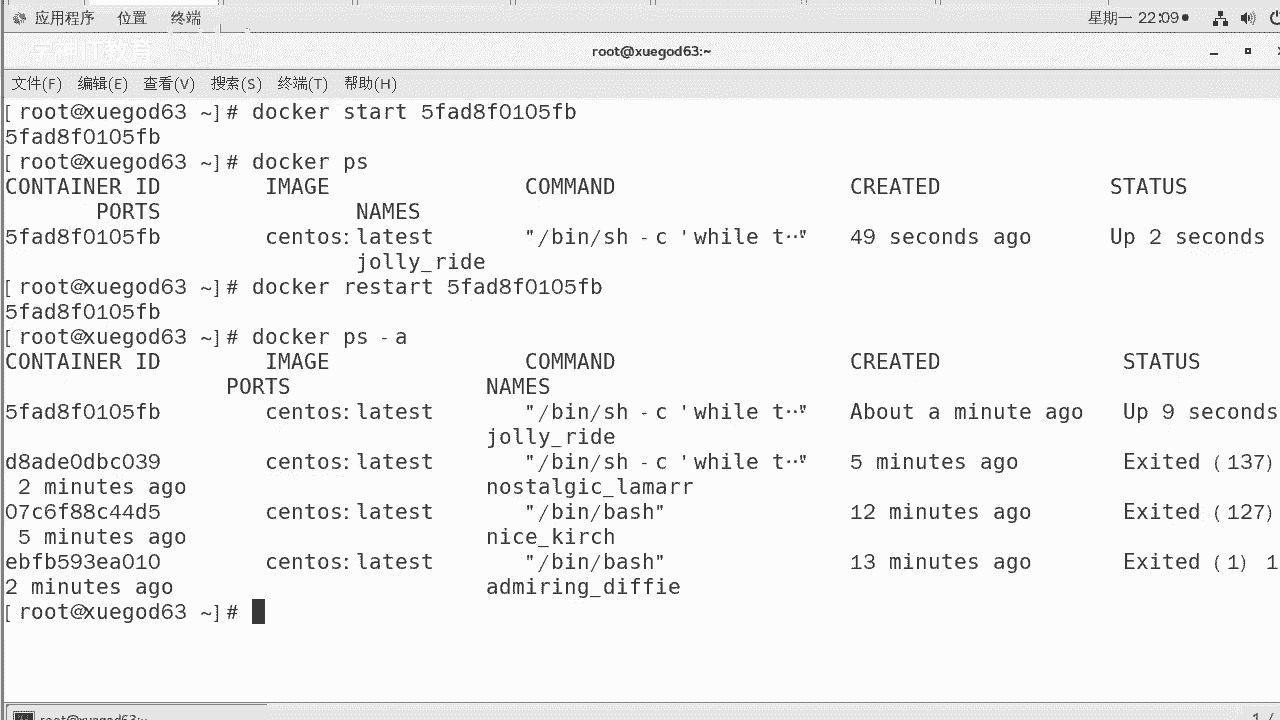 应用程序 位置 终端 星期一 22:09
学神IT教育
root@xuegod63:~
文件(F) 编辑(E) 查看(V) 搜索(S) 终端(T) 帮助(H)
[root@xuegod63 ~]# docker start 5fad8f0105fb
5fad8f0105fb
[root@xuegod63 ~]# docker ps
CONTAINER ID IMAGE COMMAND CREATED STATUS
PORTS NAMES
5fad8f0105fb centos:latest "/bin/sh -c 'while t…" 49 seconds ago Up 2 seconds
jolly_ride
[root@xuegod63 ~]# docker restart 5fad8f0105fb
5fad8f0105fb
[root@xuegod63 ~]# docker ps -a
CONTAINER ID IMAGE COMMAND CREATED STATUS
PORTS NAMES
5fad8f0105fb centos:latest "/bin/sh -c 'while t…" About a minute ago Up 9 seconds
jolly_ride
d8ade0dbc039 centos:latest "/bin/sh -c 'while t…" 5 minutes ago Exited (137)
2 minutes ago nostalgic_lamarr
07c6f88c44d5 centos:latest "/bin/bash" 12 minutes ago Exited (127)
5 minutes ago nice_kirch
ebfb593ea010 centos:latest "/bin/bash" 13 minutes ago Exited (1) 1
2 minutes ago admiring_diffie
[root@xuegod63 ~]#
root@xuegod63:~ 1 /